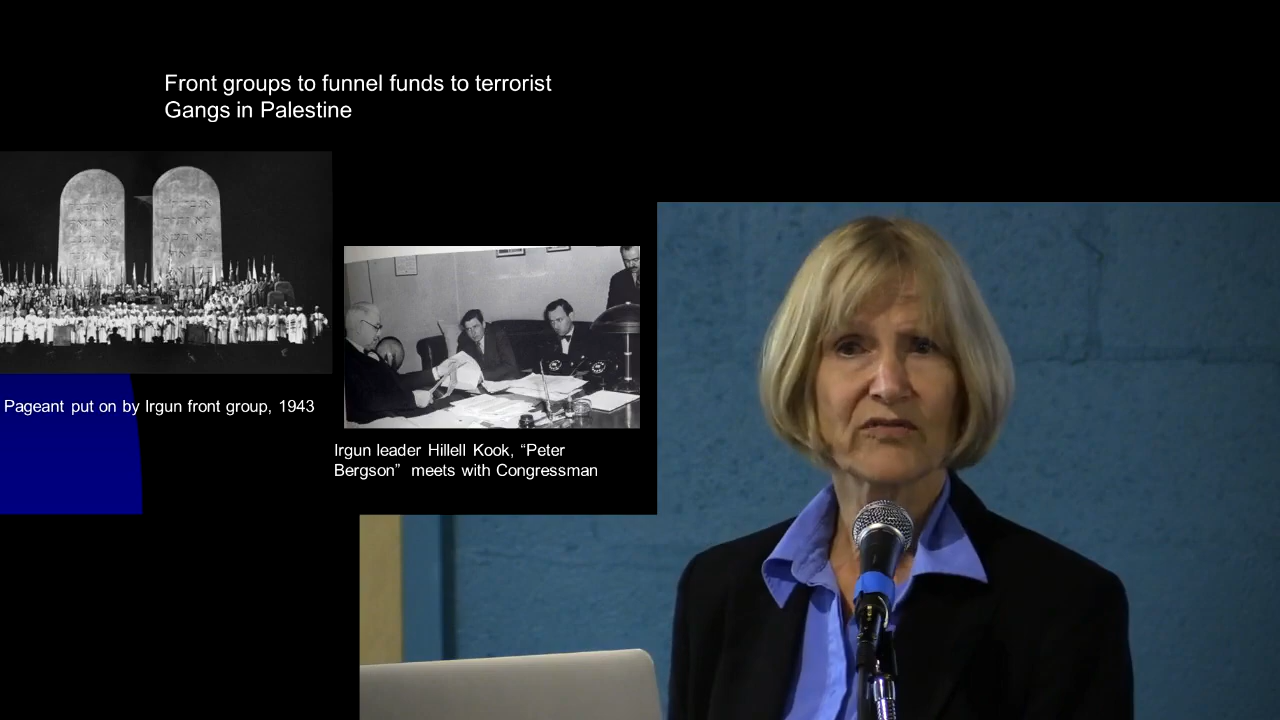 Front groups to funnel funds to terrorist
Gangs in Palestine
Pageant put on by Irgun front group, 1943
Irgun leader Hillell Kook, “Peter
Bergson” meets with Congressman